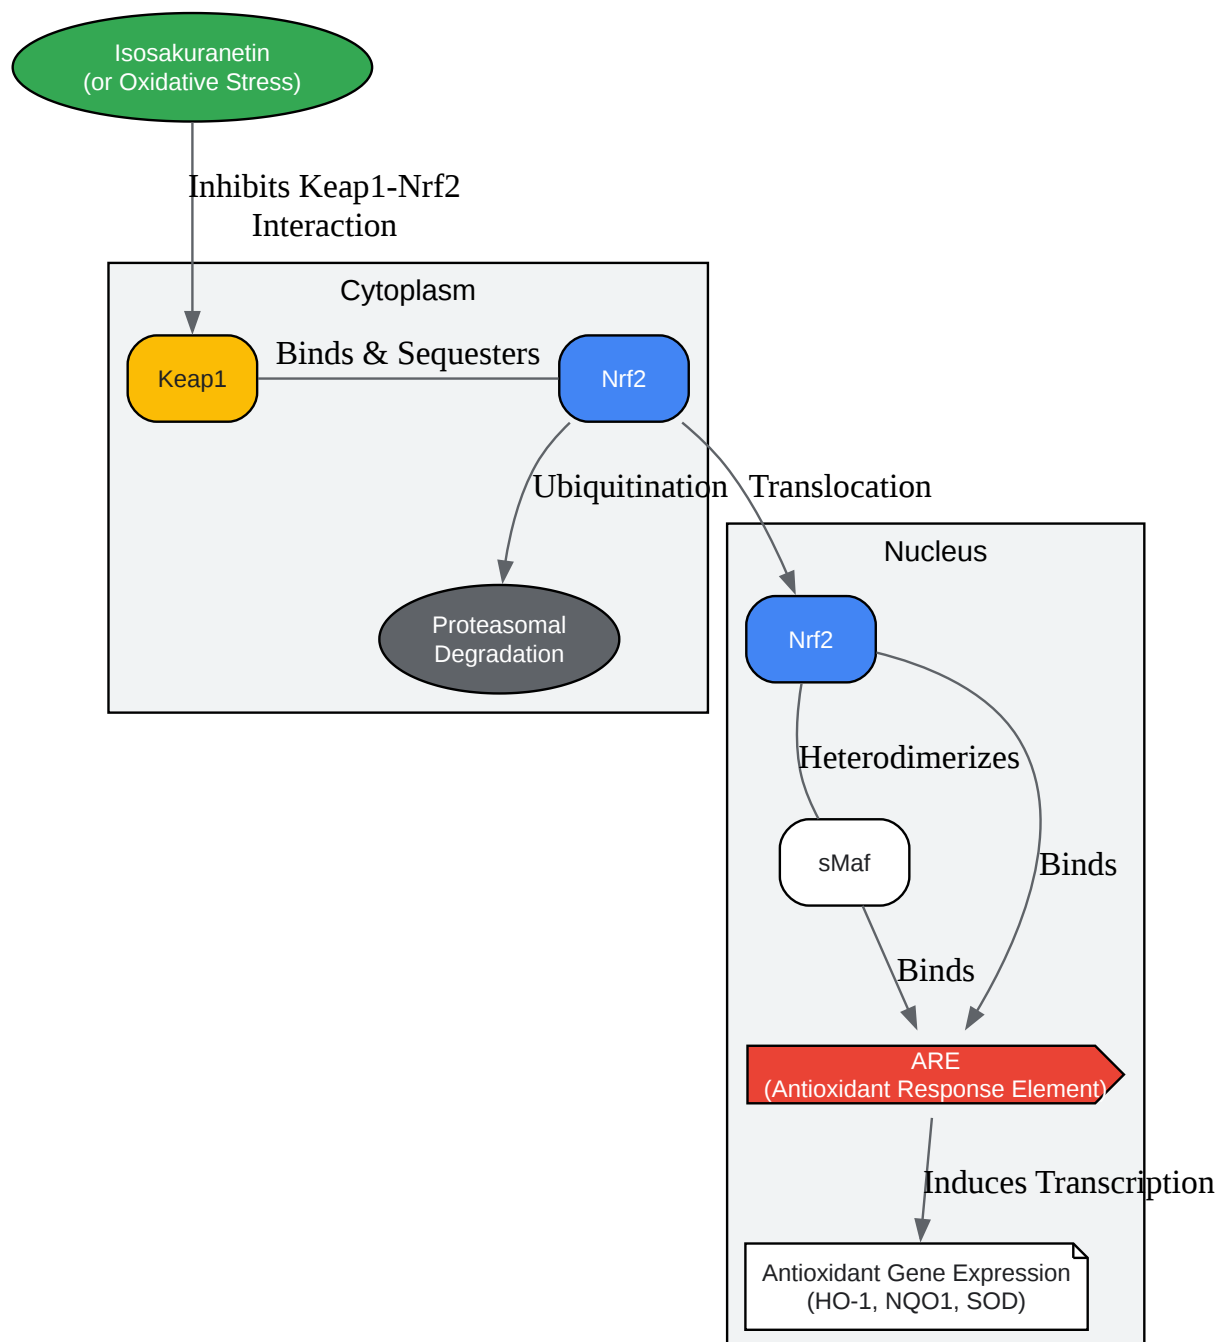 Isosakuranetin
(or Oxidative Stress)
Inhibits Keap1-Nrf2
Interaction
Cytoplasm
Binds & Sequesters
Keap1
Nrf2
Ubiquitination
Translocation
Nucleus
Proteasomal
Degradation
Nrf2
Heterodimerizes
sMaf
Binds
Binds
ARE
(Antioxidant Response Element)
Induces Transcription
Antioxidant Gene Expression
(HO-1, NQO1, SOD)